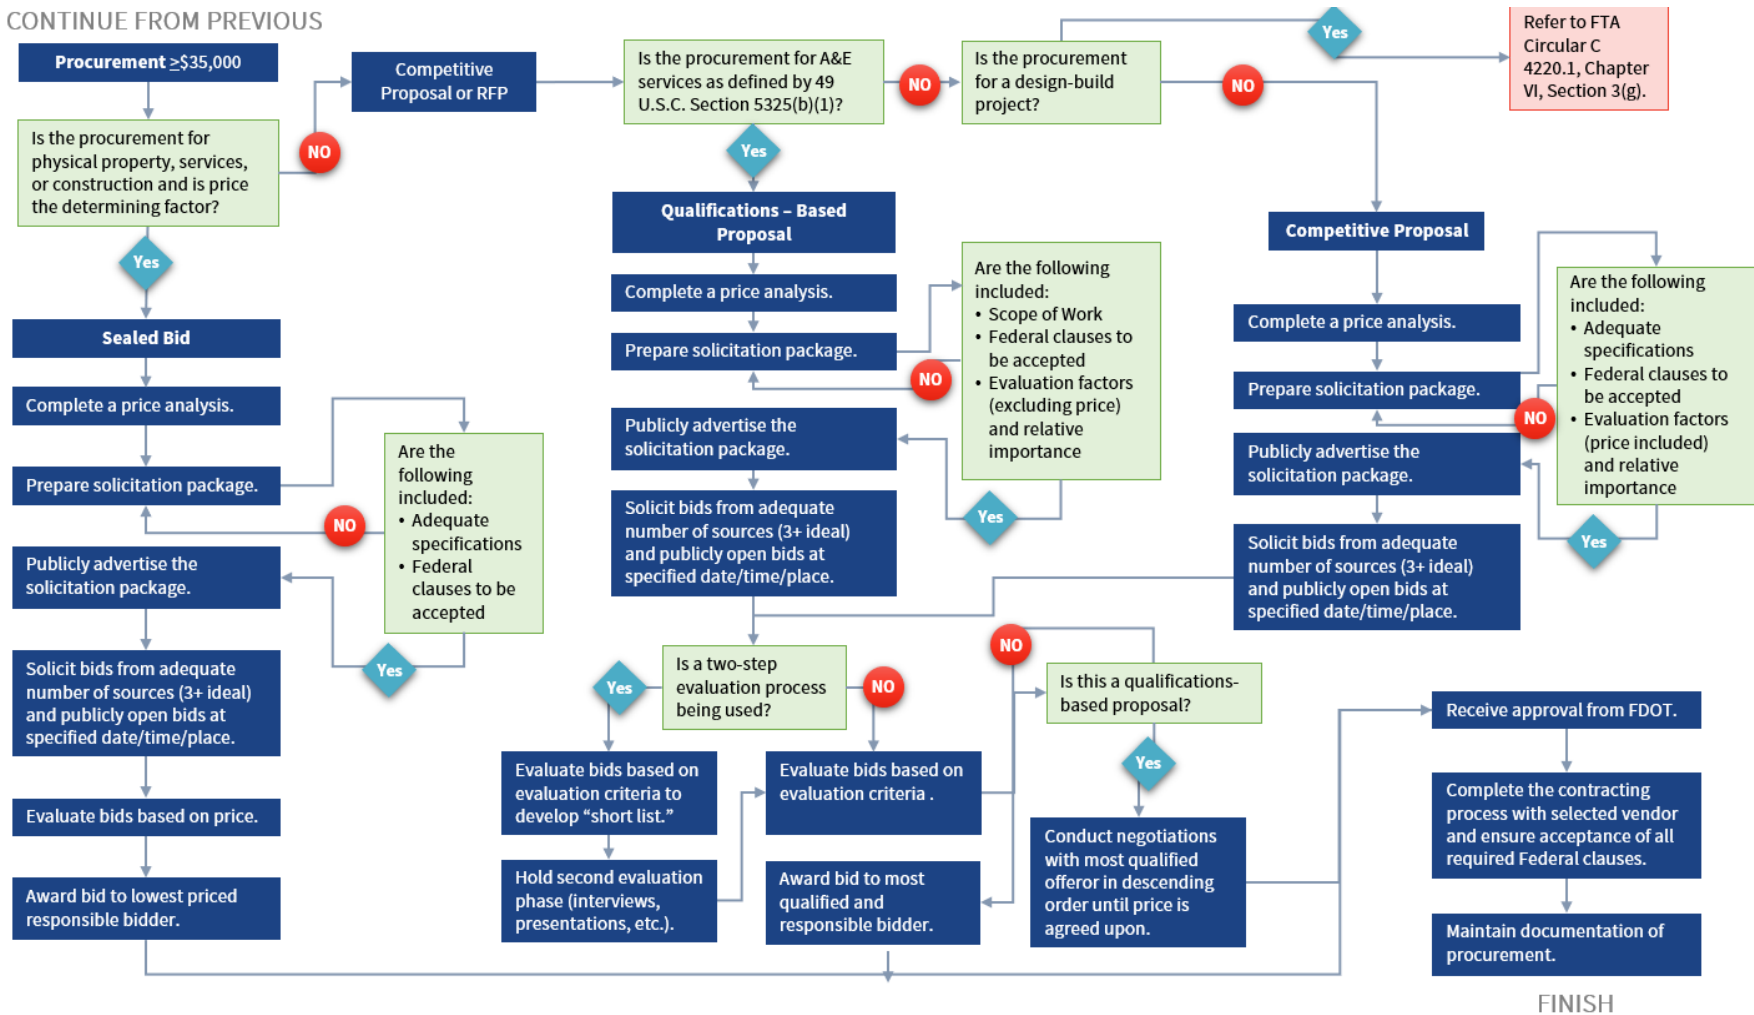 CONTINUE FROM PREVIOUS
Procurement ≥$35,000
Is the procurement for
physical property, services,
or construction and is price
the determining factor?
NO
Yes
Sealed Bid
Complete a price analysis.
Prepare solicitation package.
Are the
following
included:
• Adequate
specifications
• Federal
clauses to be
accepted
NO
Yes
Publicly advertise the
solicitation package.
Solicit bids from adequate
number of sources (3+ ideal)
and publicly open bids at
specified date/time/place.
Evaluate bids based on price.
Award bid to lowest priced
responsible bidder.
Competitive
Proposal or RFP
Is the procurement for A&E
services as defined by 49
U.S.C. Section 5325(b)(1)?
NO
Yes
Qualifications – Based
Proposal
Complete a price analysis.
Prepare solicitation package.
Are the following
included:
• Scope of Work
• Federal clauses to
be accepted
• Evaluation factors
(excluding price)
and relative
importance
NO
Yes
Publicly advertise the
solicitation package.
Solicit bids from adequate
number of sources (3+ ideal)
and publicly open bids at
specified date/time/place.
Is the procurement
for a design-build
project?
Yes
NO
Refer to FTA
Circular C
4220.1, Chapter
VI, Section 3(g).
Competitive Proposal
Complete a price analysis.
Prepare solicitation package.
Are the following
included:
• Adequate
specifications
• Federal clauses to
be accepted
• Evaluation factors
(price included)
and relative
importance
NO
Yes
Publicly advertise the
solicitation package.
Solicit bids from adequate
number of sources (3+ ideal)
and publicly open bids at
specified date/time/place.
Is a two-step
evaluation process
being used?
Yes
NO
Evaluate bids based on
evaluation criteria to
develop “short list.”
Hold second evaluation
phase (interviews,
presentations, etc.).
Evaluate bids based on
evaluation criteria .
Is this a qualifications-
based proposal?
NO
Yes
Award bid to most
qualified and
responsible bidder.
Conduct negotiations
with most qualified
offeror in descending
order until price is
agreed upon.
Receive approval from FDOT.
Complete the contracting
process with selected vendor
and ensure acceptance of all
required Federal clauses.
Maintain documentation of
procurement.
FINISH